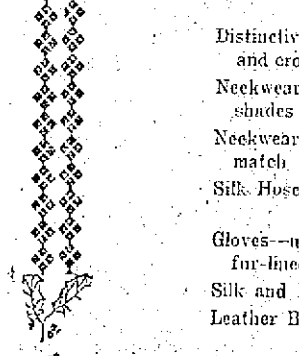 Distinctiv
and cro
Neckwear
shades
Neckwear
match
Silk Hose
Gloves--u
fur-line
Silk and
Leather B